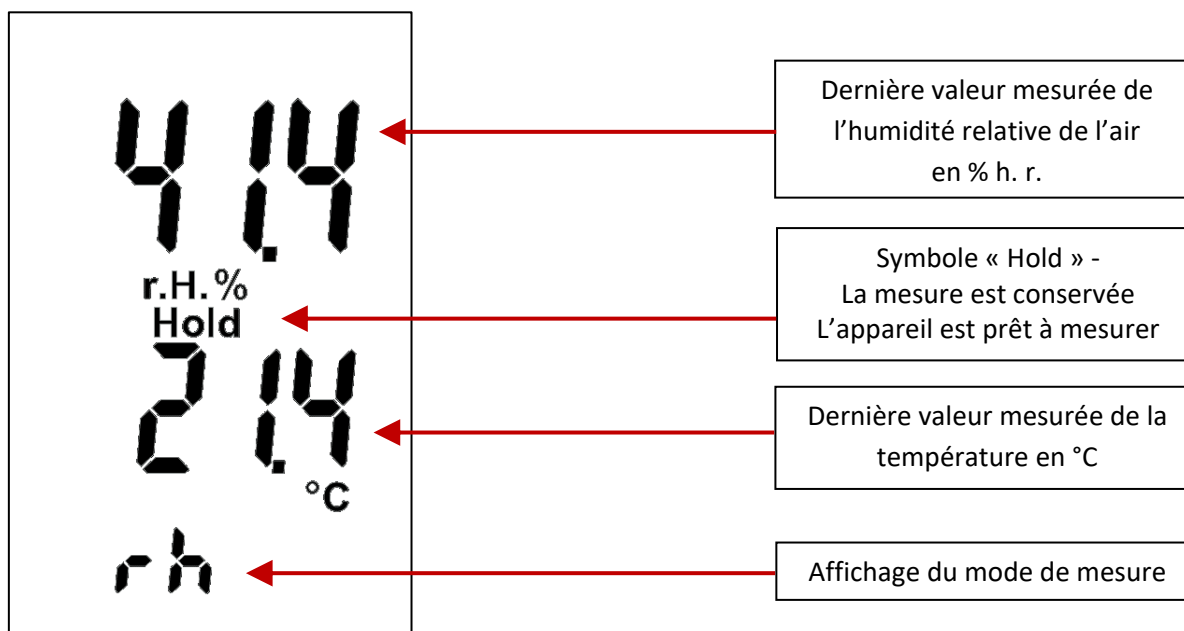 41.4
r.H.%
Hold
21.4
°C
rh
Dernière valeur mesurée de
l’humidité relative de l’air
en % h. r.
Symbole « Hold » -
La mesure est conservée
L’appareil est prêt à mesurer
Dernière valeur mesurée de la
température en °C
Affichage du mode de mesure